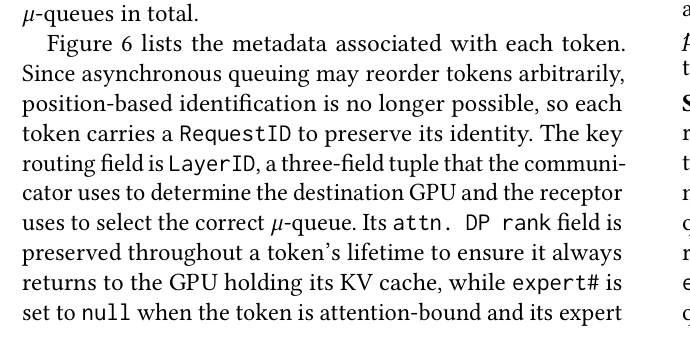 μ-queues in total.
Figure 6 lists the metadata associated with each token.
Since asynchronous queuing may reorder tokens arbitrarily,
position-based identification is no longer possible, so each
token carries a RequestID to preserve its identity. The key
routing field is LayerID, a three-field tuple that the communi-
cator uses to determine the destination GPU and the receptor
uses to select the correct μ-queue. Its attn. DP rank field is
preserved throughout a token's lifetime to ensure it always
returns to the GPU holding its KV cache, while expert# is
set to null when the token is attention-bound and its expert